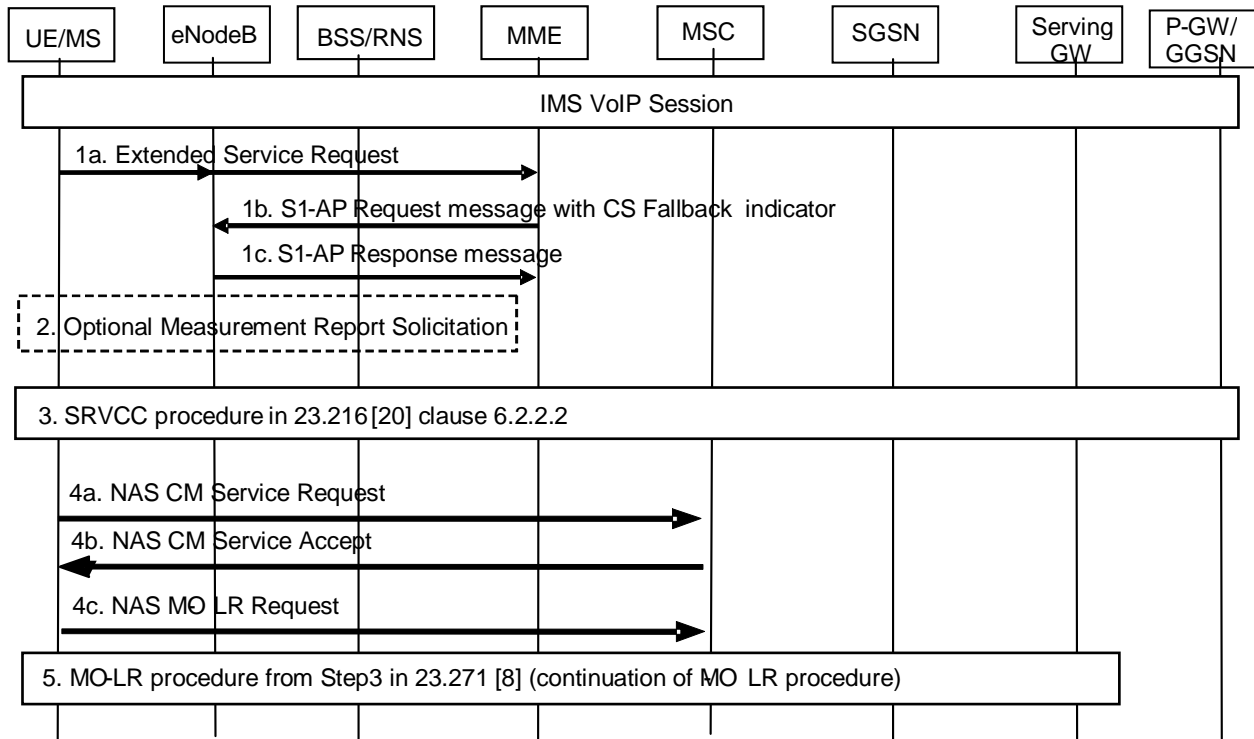 UE/MS
eNodeB
BSS/RNS
MME
MSC
SGSN
Serving
GW
P-GW/
GGSN
IMS VoIP Session
1a. Extended Service Request
1b. S1-AP Request message with CS Fallback indicator
1c. S1-AP Response message
2. Optional Measurement Report Solicitation
3. SRVCC procedure in 23.216 [20] clause 6.2.2.2
4a. NAS CM Service Request
4b. NAS CM Service Accept
4c. NAS MO-LR Request
5. MO-LR procedure from Step3 in 23.271 [8] (continuation of MO-LR procedure)